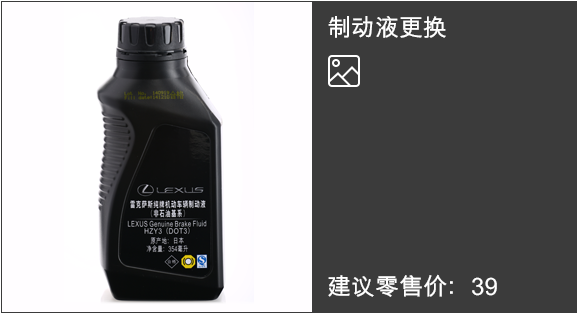 LEXUS
雷克萨斯纯牌机动车辆制动液
(非石油基系)
LEXUS Genuine Brake Fluid
HZY3 (DOT3)
原产地: 日本
净含量: 354毫升
制动液更换
建议零售价: 39